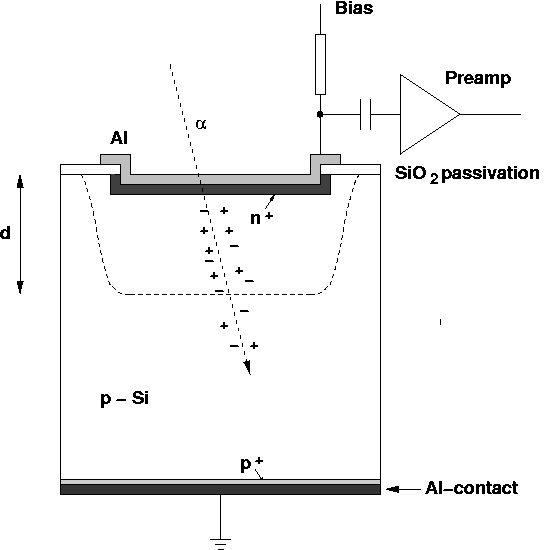 Bias
Preamp
α
Al
SiO2 passivation
n+
d
− +
+ +
−
+
−
+ +
−
−
−
+
− +
p − Si
p+
Al−contact